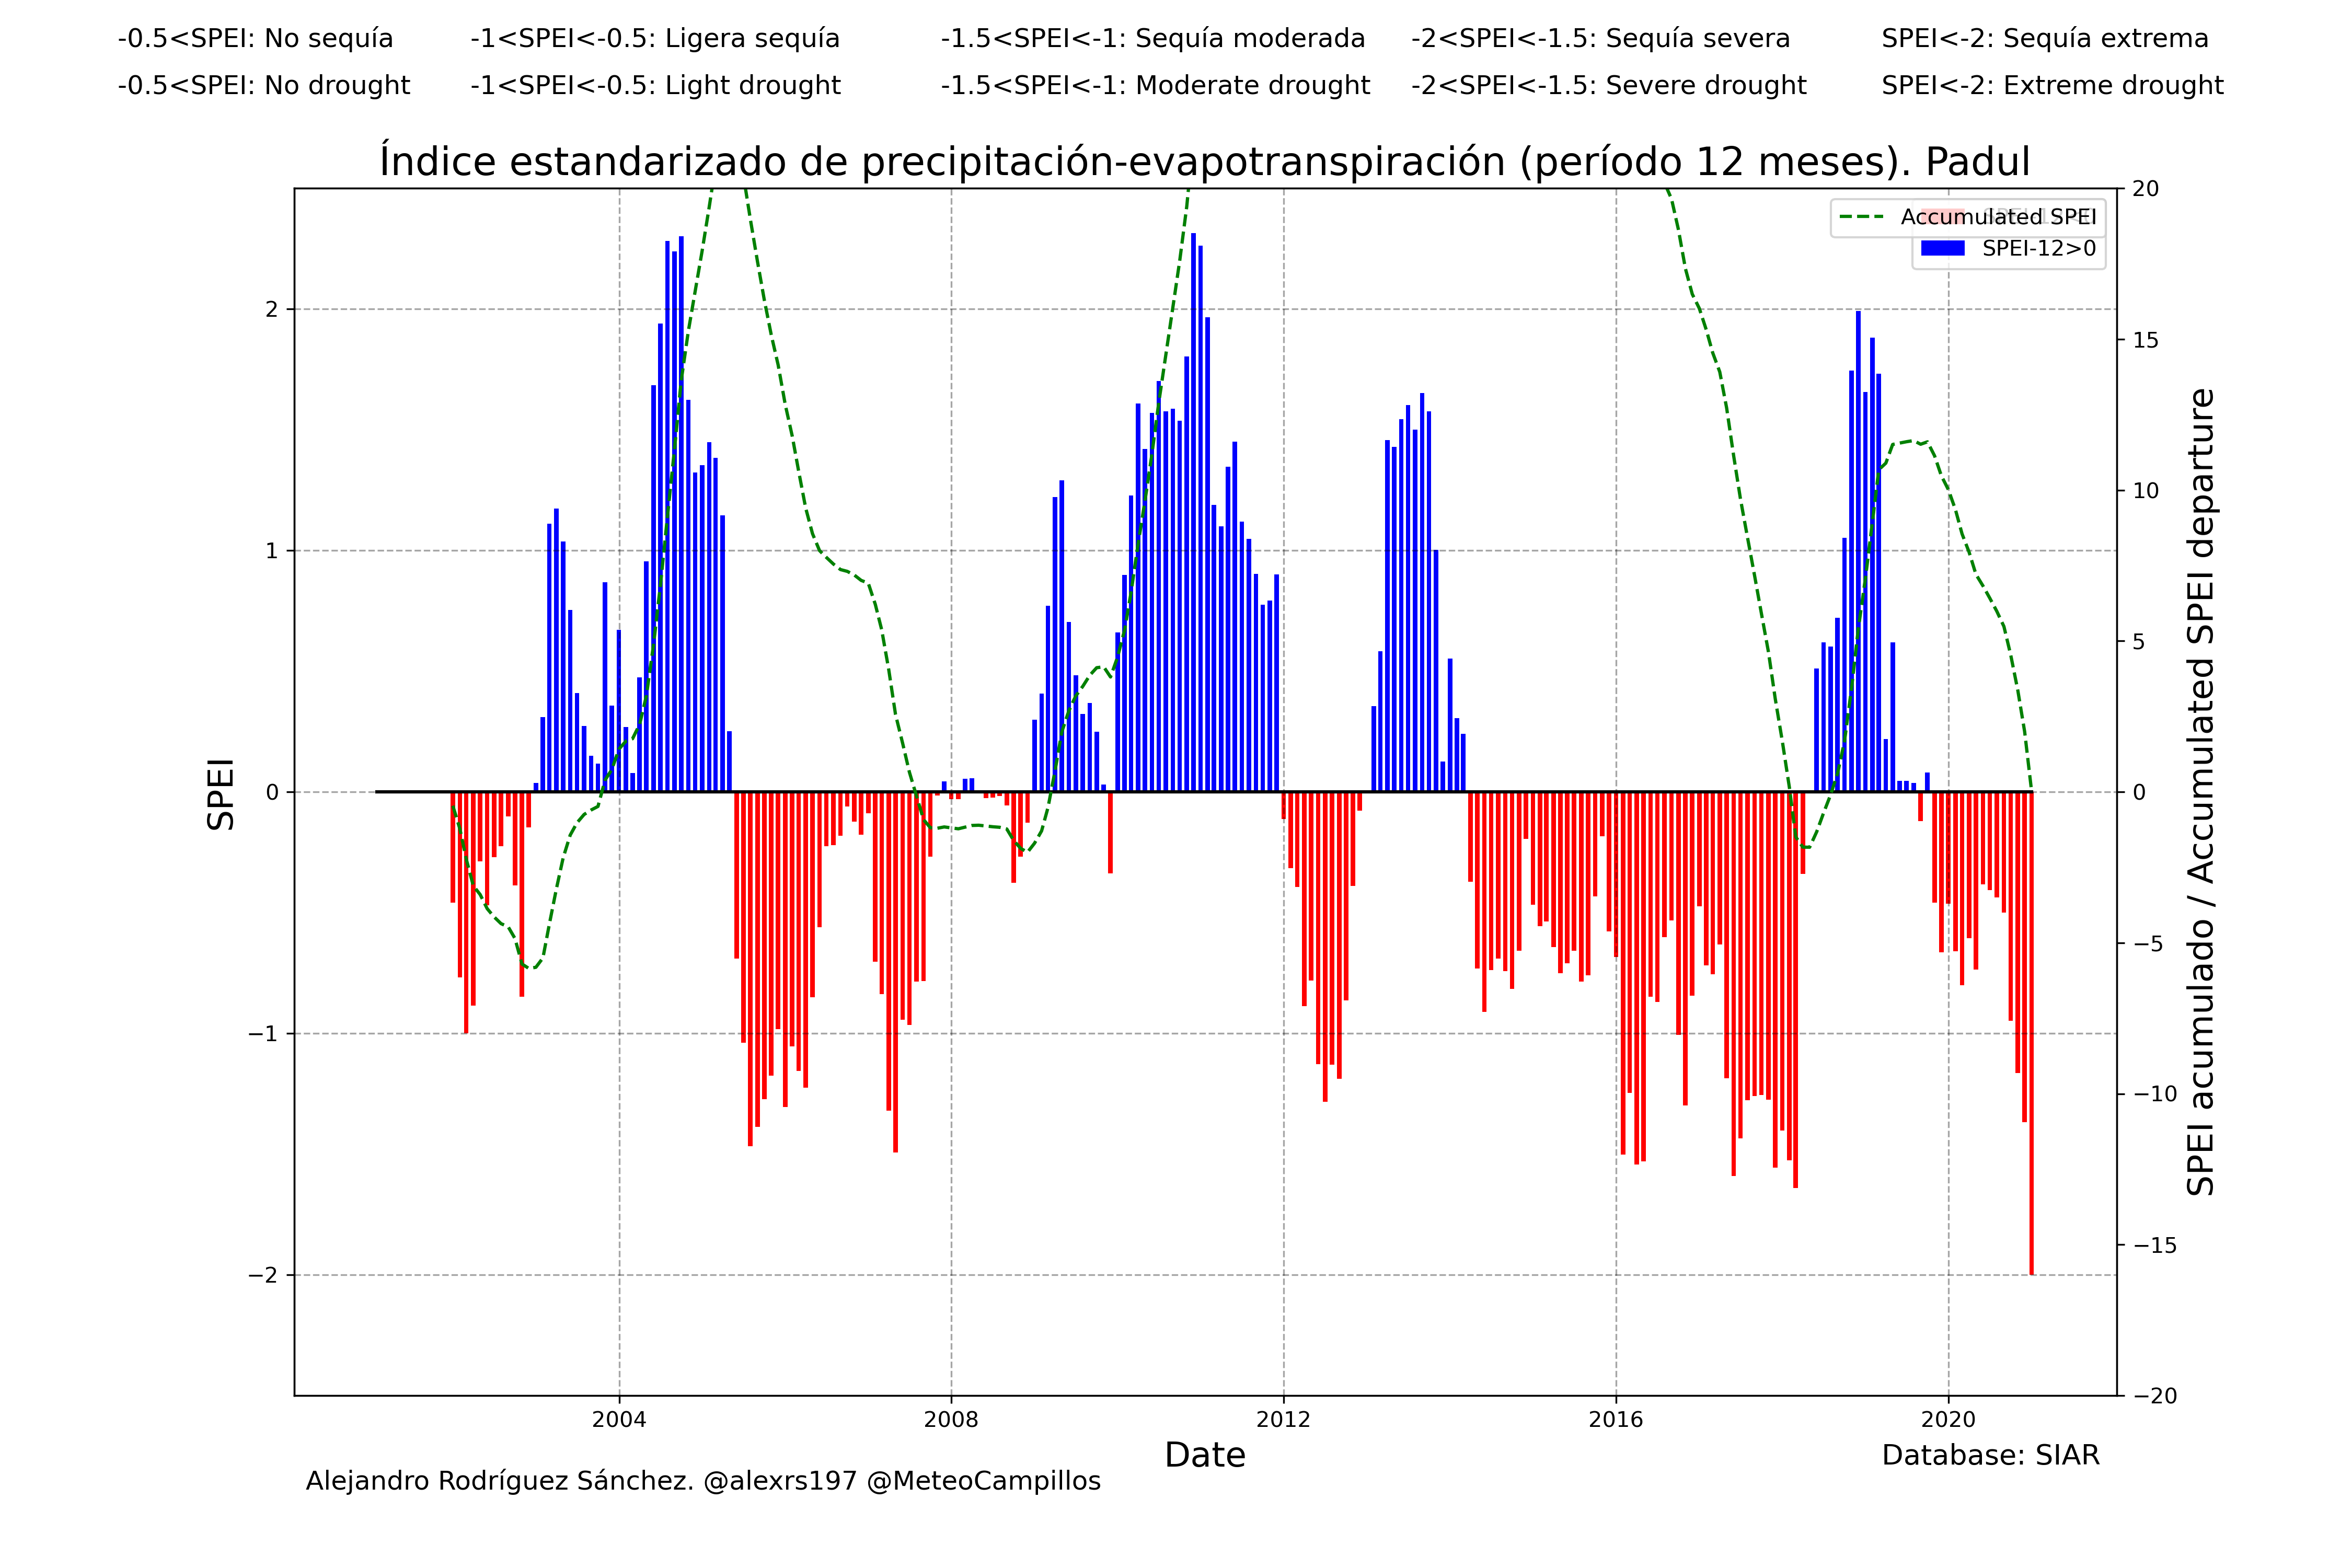 -0.5<SPEI: No sequía -1<SPEI<-0.5: Ligera sequía -1.5<SPEI<-1: Sequía moderada -2<SPEI<-1.5: Sequía severa SPEI<-2: Sequía extrema
-0.5<SPEI: No drought -1<SPEI<-0.5: Light drought -1.5<SPEI<-1: Moderate drought -2<SPEI<-1.5: Severe drought SPEI<-2: Extreme drought
Índice estandarizado de precipitación-evapotranspiración (período 12 meses). Padul
Accumulated SPEI
SPEI-12>0
SPEI
2
1
0
−1
−2
20
15
10
5
0
−5
−10
−15
−20
SPEI acumulado / Accumulated SPEI departure
2004 2008 2012 2016 2020
Date
Database: SIAR
Alejandro Rodríguez Sánchez. @alexrs197 @MeteoCampillos